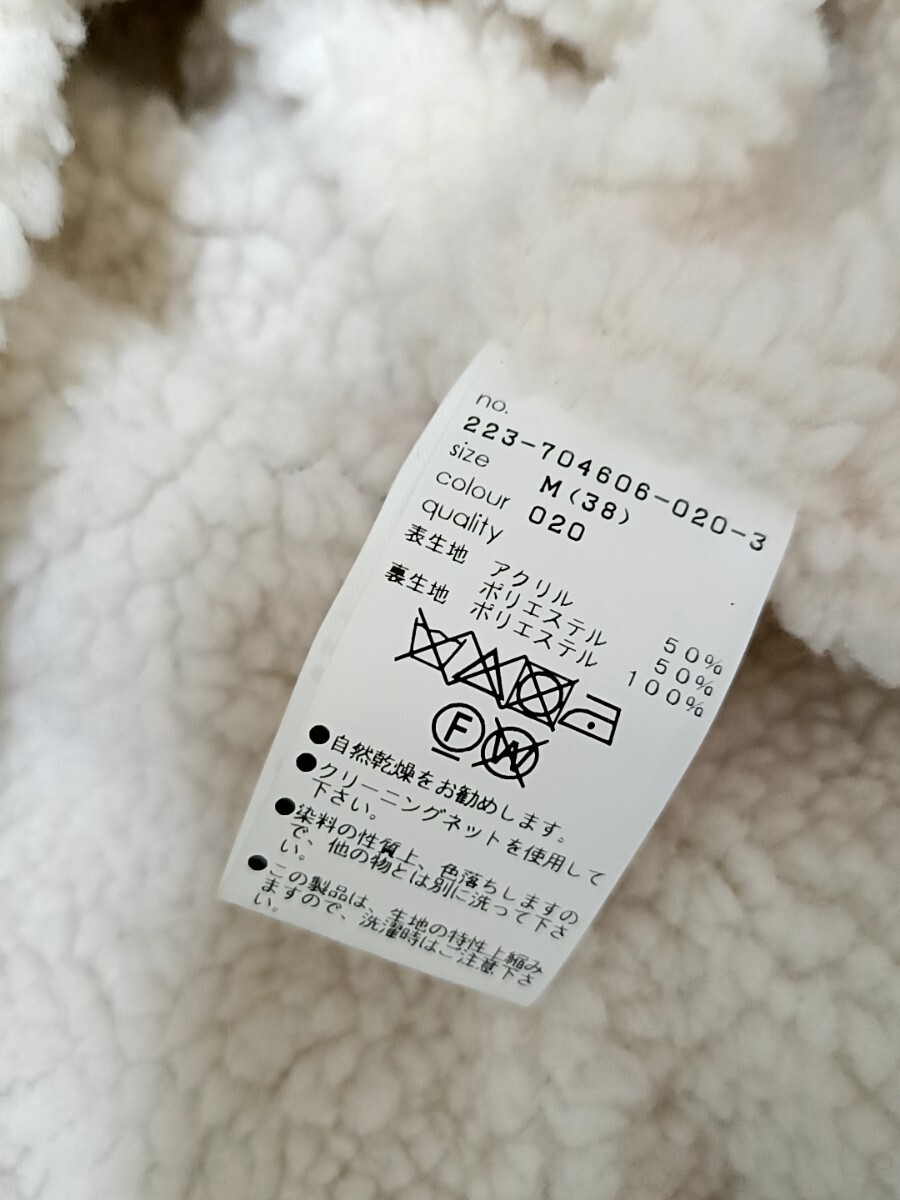 no.
223-704606-020-3
size M(38)
colour 020
quality
表生地 アクリル 50%
ポリエステル 50%
裏生地 ポリエステル 100%
F W
●自然乾燥をお勧めします。
●クリーニングネットを使用して
下さい。
●染料の性質上、色落ちしますの
で、他の物とは別に洗って下さ
い。
●この製品は、生地の特性上縮み
ますので、洗濯時はご注意下さ
い。